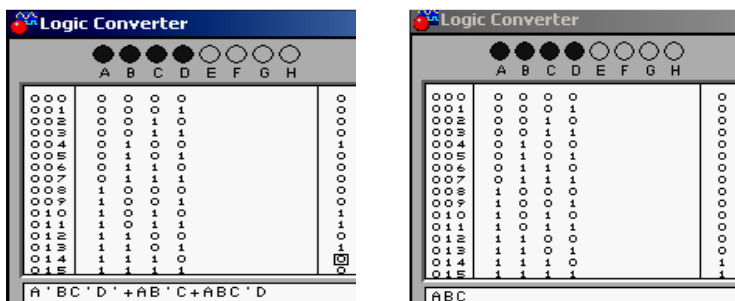 Logic Converter
A B C D E F G H
000 0 0 0 0 0
001 0 0 0 1 0
002 0 0 1 0 0
003 0 0 1 1 0
004 0 1 0 0 1
005 0 1 0 1 0
006 0 1 1 0 0
007 0 1 1 1 0
008 1 0 0 0 0
009 1 0 0 1 0
010 1 0 1 0 1
011 1 0 1 1 1
012 1 1 0 0 0
013 1 1 0 1 1
014 1 1 1 0 0
015 1 1 1 1 0
A'BC'D'+AB'C+ABC'D
Logic Converter
A B C D E F G H
000 0 0 0 0 0
001 0 0 0 1 0
002 0 0 1 0 0
003 0 0 1 1 0
004 0 1 0 0 0
005 0 1 0 1 0
006 0 1 1 0 0
007 0 1 1 1 0
008 1 0 0 0 0
009 1 0 0 1 0
010 1 0 1 0 0
011 1 0 1 1 0
012 1 1 0 0 0
013 1 1 0 1 0
014 1 1 1 0 1
015 1 1 1 1 1
ABC